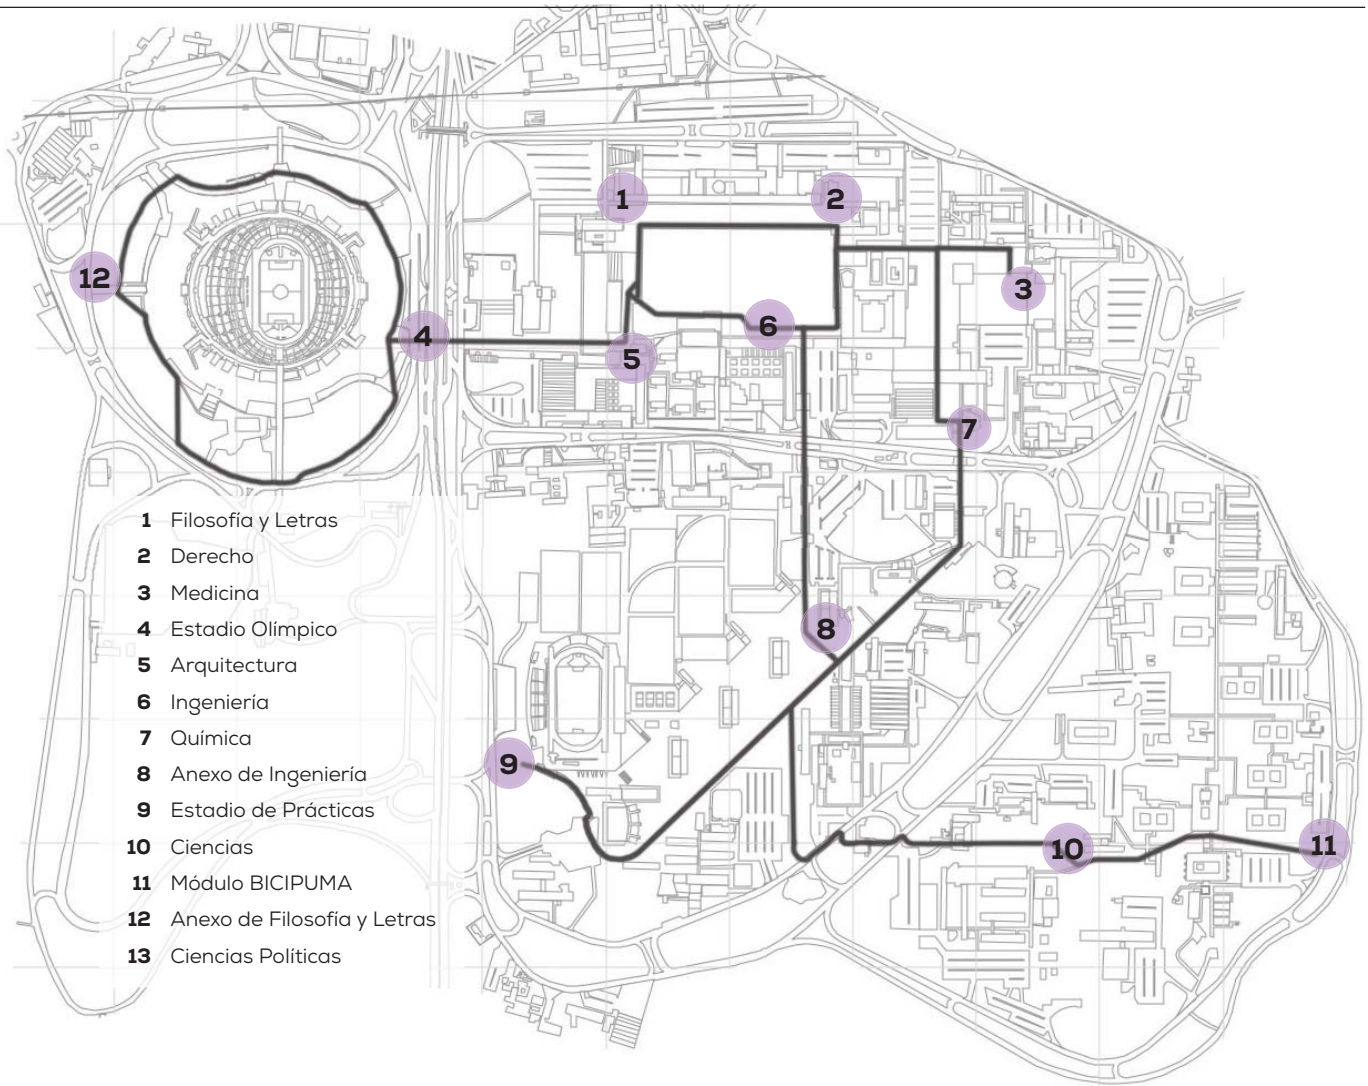 1
2
12
3
4
6
5
7
1 Filosofía y Letras
2 Derecho
3 Medicina
4 Estadio Olímpico
5 Arquitectura
6 Ingeniería
7 Química
8 Anexo de Ingeniería
9 Estadio de Prácticas
10 Ciencias
11 Módulo BICIPUMA
12 Anexo de Filosofía y Letras
13 Ciencias Políticas
8
9
10
11